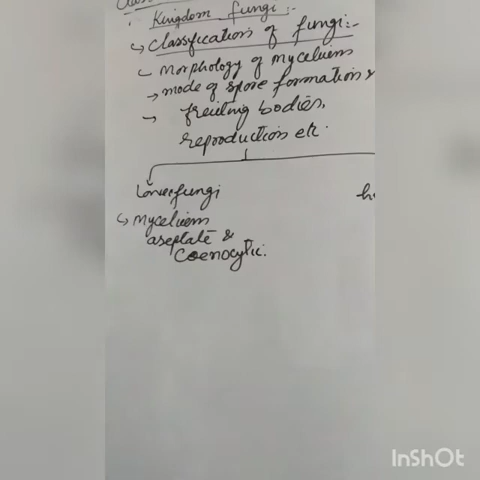 Kingdom fungi:-
classification of fungi:-
morphology of mycelium
mode of spore formation &
fruiting bodies,
reproduction etc.
Lower fungi
mycelium
aseptate &
Coenocytic.
InShOt